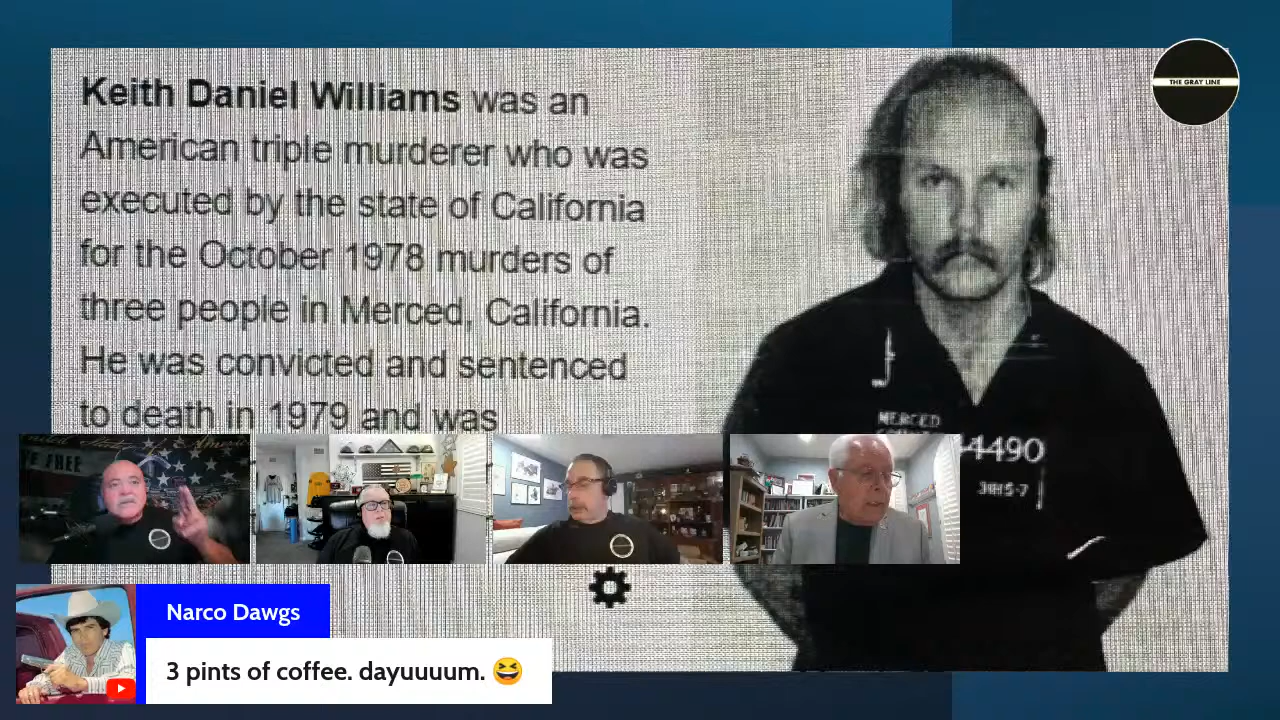 THE GRAY LINE
Keith Daniel Williams was an
American triple murderer who was
executed by the state of California
for the October 1978 murders of
three people in Merced, California.
He was convicted and sentenced
to death in 1979 and was
MERCED
4490
Narco Dawgs
3 pints of coffee. dayuuuum. 😆